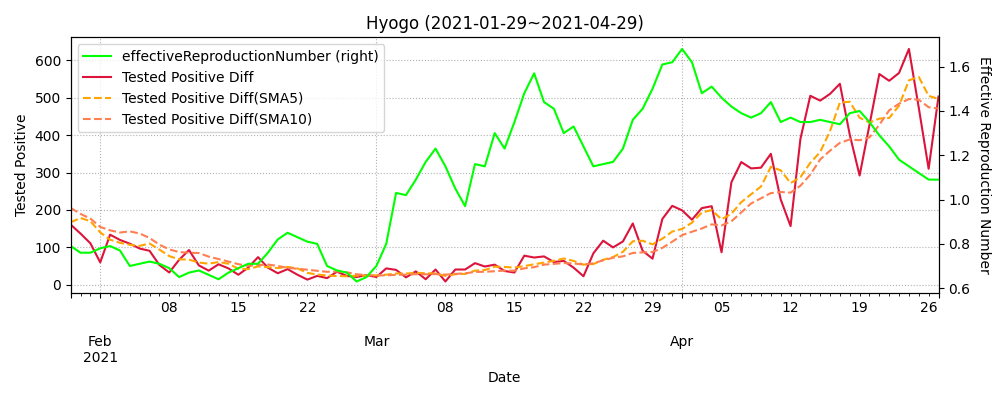 Hyogo (2021-01-29~2021-04-29)
effectiveReproductionNumber (right)
Tested Positive Diff
Tested Positive Diff(SMA5)
Tested Positive Diff(SMA10)
Tested Positive
600
500
400
300
200
100
0
Effective Reproduction Number
1.6
1.4
1.2
1.0
0.8
0.6
08 15 22 08 15 22 29 05 12 19 26
Feb Mar Apr
2021
Date